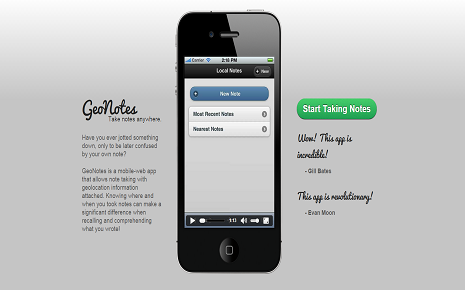 GeoNotes
Take notes anywhere.
Have you ever jotted something
down, only to be later confused
by your own note?
GeoNotes is a mobile-web app
that allows note taking with
geolocation information
attached. Knowing where and
when you took notes can make a
significant difference when
recalling and comprehending
what you wrote!
Carrier 2:18 PM
Local Notes
+ New
New Note
Most Recent Notes
Nearest Notes
Start Taking Notes
Wow! This app is
incredible!
- Gill Bates
This app is revolutionary!
- Evan Moon